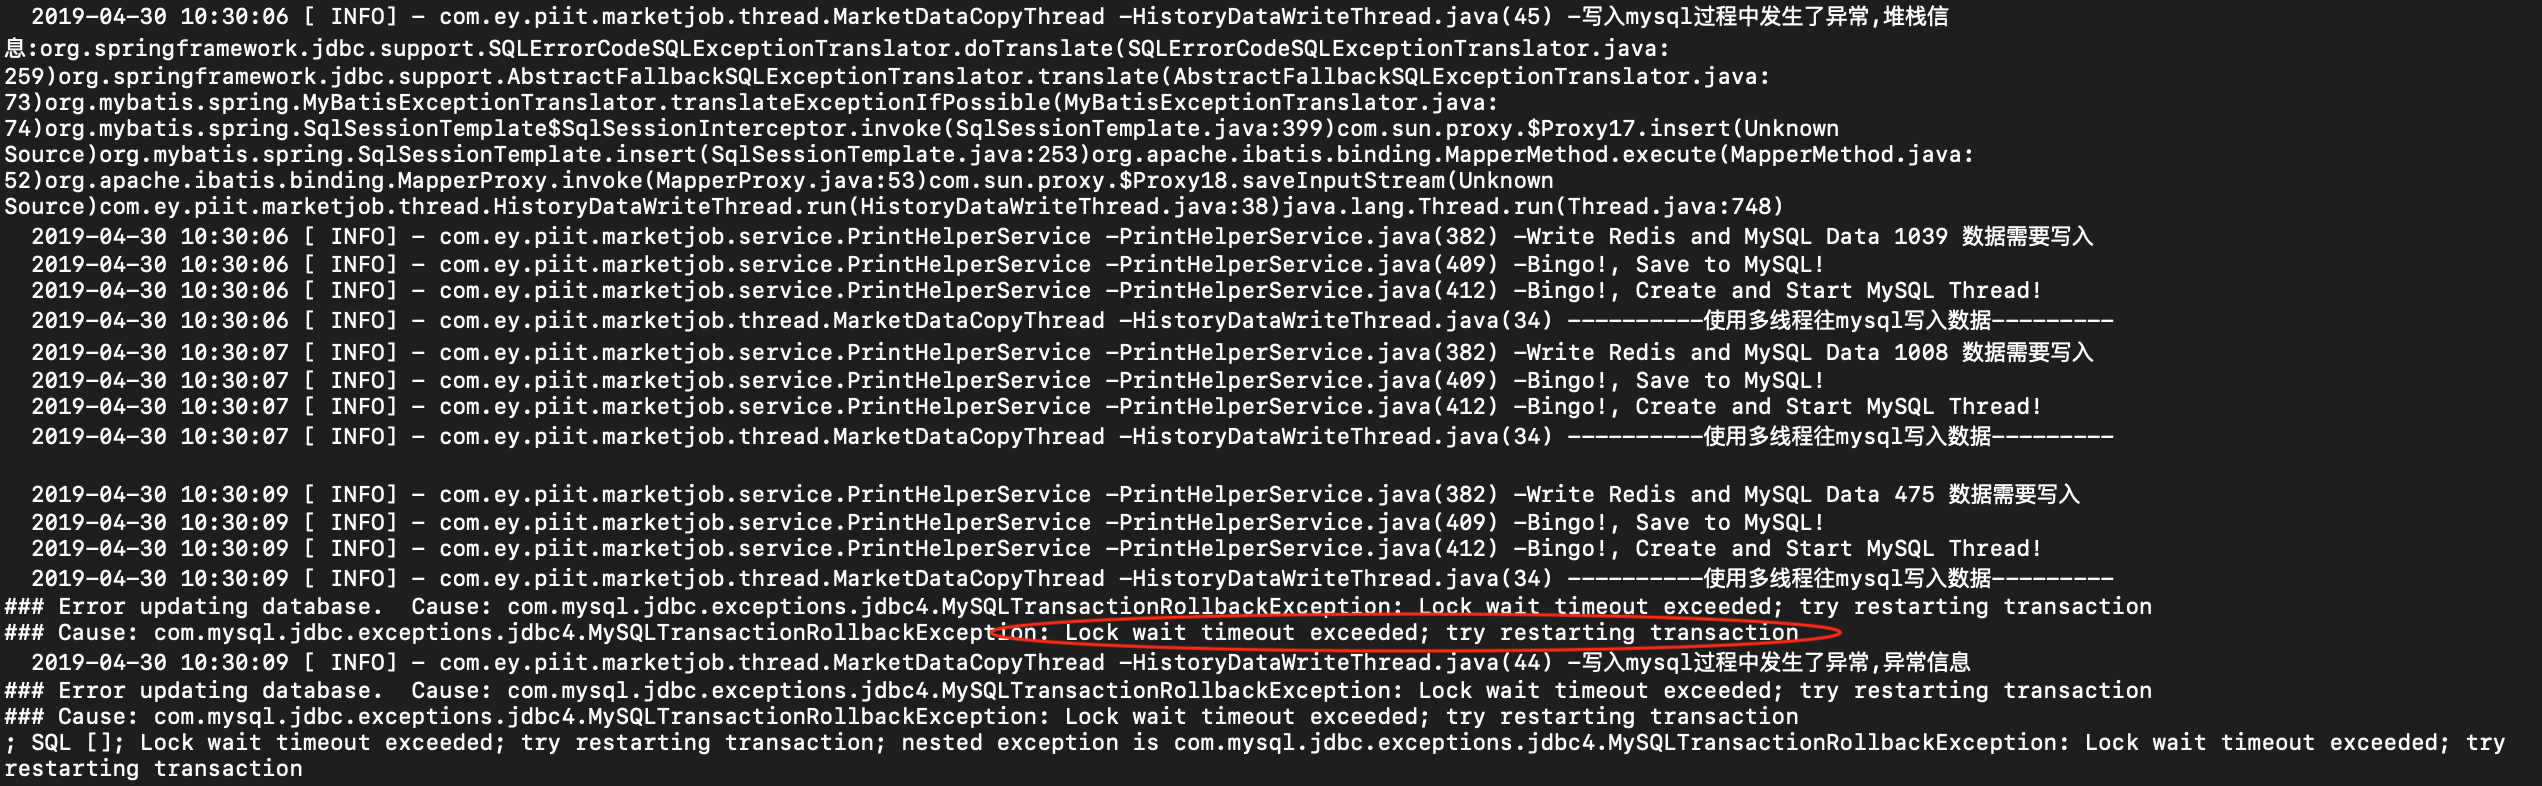 2019-04-30 10:30:06 [ INFO] - com.ey.piit.marketjob.thread.MarketDataCopyThread -HistoryDataWriteThread.java(45) -写入mysql过程中发生了异常,堆栈信
息:org.springframework.jdbc.support.SQLErrorCodeSQLExceptionTranslator.doTranslate(SQLErrorCodeSQLExceptionTranslator.java:
259)org.springframework.jdbc.support.AbstractFallbackSQLExceptionTranslator.translate(AbstractFallbackSQLExceptionTranslator.java:
73)org.mybatis.spring.MyBatisExceptionTranslator.translateExceptionIfPossible(MyBatisExceptionTranslator.java:
74)org.mybatis.spring.SqlSessionTemplate$SqlSessionInterceptor.invoke(SqlSessionTemplate.java:399)com.sun.proxy.$Proxy17.insert(Unknown
Source)org.mybatis.spring.SqlSessionTemplate.insert(SqlSessionTemplate.java:253)org.apache.ibatis.binding.MapperMethod.execute(MapperMethod.java:
52)org.apache.ibatis.binding.MapperProxy.invoke(MapperProxy.java:53)com.sun.proxy.$Proxy18.saveInputStream(Unknown
Source)com.ey.piit.marketjob.thread.HistoryDataWriteThread.run(HistoryDataWriteThread.java:38)java.lang.Thread.run(Thread.java:748)
2019-04-30 10:30:06 [ INFO] - com.ey.piit.marketjob.service.PrintHelperService -PrintHelperService.java(382) -Write Redis and MySQL Data 1039 数据需要写入
2019-04-30 10:30:06 [ INFO] - com.ey.piit.marketjob.service.PrintHelperService -PrintHelperService.java(409) -Bingo!, Save to MySQL!
2019-04-30 10:30:06 [ INFO] - com.ey.piit.marketjob.service.PrintHelperService -PrintHelperService.java(412) -Bingo!, Create and Start MySQL Thread!
2019-04-30 10:30:06 [ INFO] - com.ey.piit.marketjob.thread.MarketDataCopyThread -HistoryDataWriteThread.java(34) ----------使用多线程往mysql写入数据---------
2019-04-30 10:30:07 [ INFO] - com.ey.piit.marketjob.service.PrintHelperService -PrintHelperService.java(382) -Write Redis and MySQL Data 1008 数据需要写入
2019-04-30 10:30:07 [ INFO] - com.ey.piit.marketjob.service.PrintHelperService -PrintHelperService.java(409) -Bingo!, Save to MySQL!
2019-04-30 10:30:07 [ INFO] - com.ey.piit.marketjob.service.PrintHelperService -PrintHelperService.java(412) -Bingo!, Create and Start MySQL Thread!
2019-04-30 10:30:07 [ INFO] - com.ey.piit.marketjob.thread.MarketDataCopyThread -HistoryDataWriteThread.java(34) ----------使用多线程往mysql写入数据---------
2019-04-30 10:30:09 [ INFO] - com.ey.piit.marketjob.service.PrintHelperService -PrintHelperService.java(382) -Write Redis and MySQL Data 475 数据需要写入
2019-04-30 10:30:09 [ INFO] - com.ey.piit.marketjob.service.PrintHelperService -PrintHelperService.java(409) -Bingo!, Save to MySQL!
2019-04-30 10:30:09 [ INFO] - com.ey.piit.marketjob.service.PrintHelperService -PrintHelperService.java(412) -Bingo!, Create and Start MySQL Thread!
2019-04-30 10:30:09 [ INFO] - com.ey.piit.marketjob.thread.MarketDataCopyThread -HistoryDataWriteThread.java(34) ----------使用多线程往mysql写入数据---------
### Error updating database.  Cause: com.mysql.jdbc.exceptions.jdbc4.MySQLTransactionRollbackException: Lock wait timeout exceeded; try restarting transaction
### Cause: com.mysql.jdbc.exceptions.jdbc4.MySQLTransactionRollbackException: Lock wait timeout exceeded; try restarting transaction
2019-04-30 10:30:09 [ INFO] - com.ey.piit.marketjob.thread.MarketDataCopyThread -HistoryDataWriteThread.java(44) -写入mysql过程中发生了异常,异常信息
### Error updating database.  Cause: com.mysql.jdbc.exceptions.jdbc4.MySQLTransactionRollbackException: Lock wait timeout exceeded; try restarting transaction
### Cause: com.mysql.jdbc.exceptions.jdbc4.MySQLTransactionRollbackException: Lock wait timeout exceeded; try restarting transaction
; SQL []; Lock wait timeout exceeded; try restarting transaction; nested exception is com.mysql.jdbc.exceptions.jdbc4.MySQLTransactionRollbackException: Lock wait timeout exceeded; try
restarting transaction